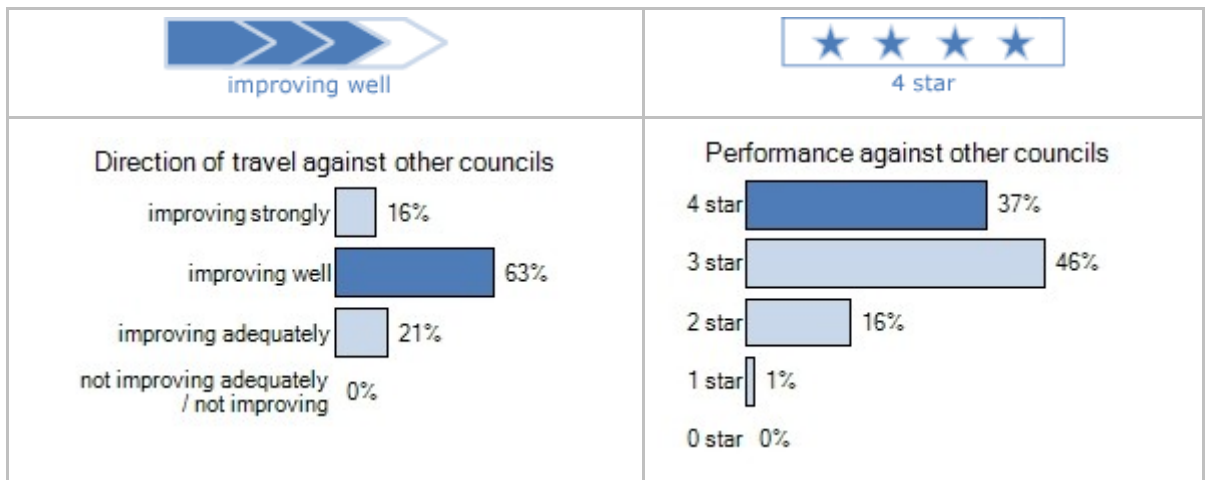 improving well
4 star
Direction of travel against other councils
improving strongly 16%
improving well 63%
improving adequately 21%
not improving adequately
/ not improving 0%
Performance against other councils
4 star 37%
3 star 46%
2 star 16%
1 star 1%
0 star 0%